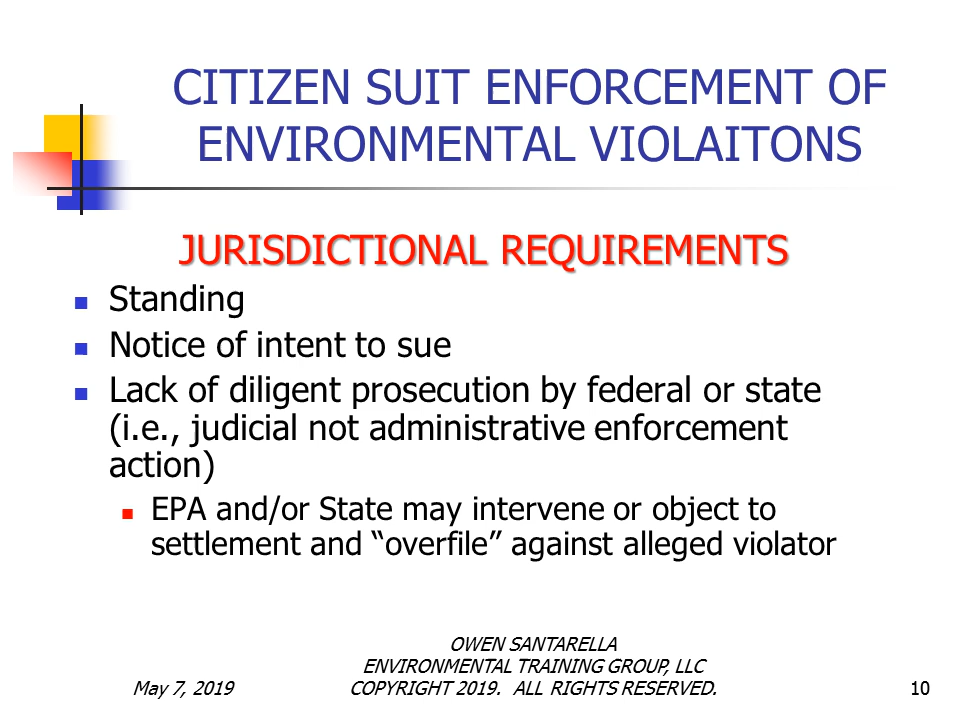 CITIZEN SUIT ENFORCEMENT OF
ENVIRONMENTAL VIOLAITONS
JURISDICTIONAL REQUIREMENTS
Standing
Notice of intent to sue
Lack of diligent prosecution by federal or state
(i.e., judicial not administrative enforcement
action)
EPA and/or State may intervene or object to
settlement and “overfile” against alleged violator
May 7, 2019
OWEN SANTARELLA
ENVIRONMENTAL TRAINING GROUP, LLC
COPYRIGHT 2019. ALL RIGHTS RESERVED.
10